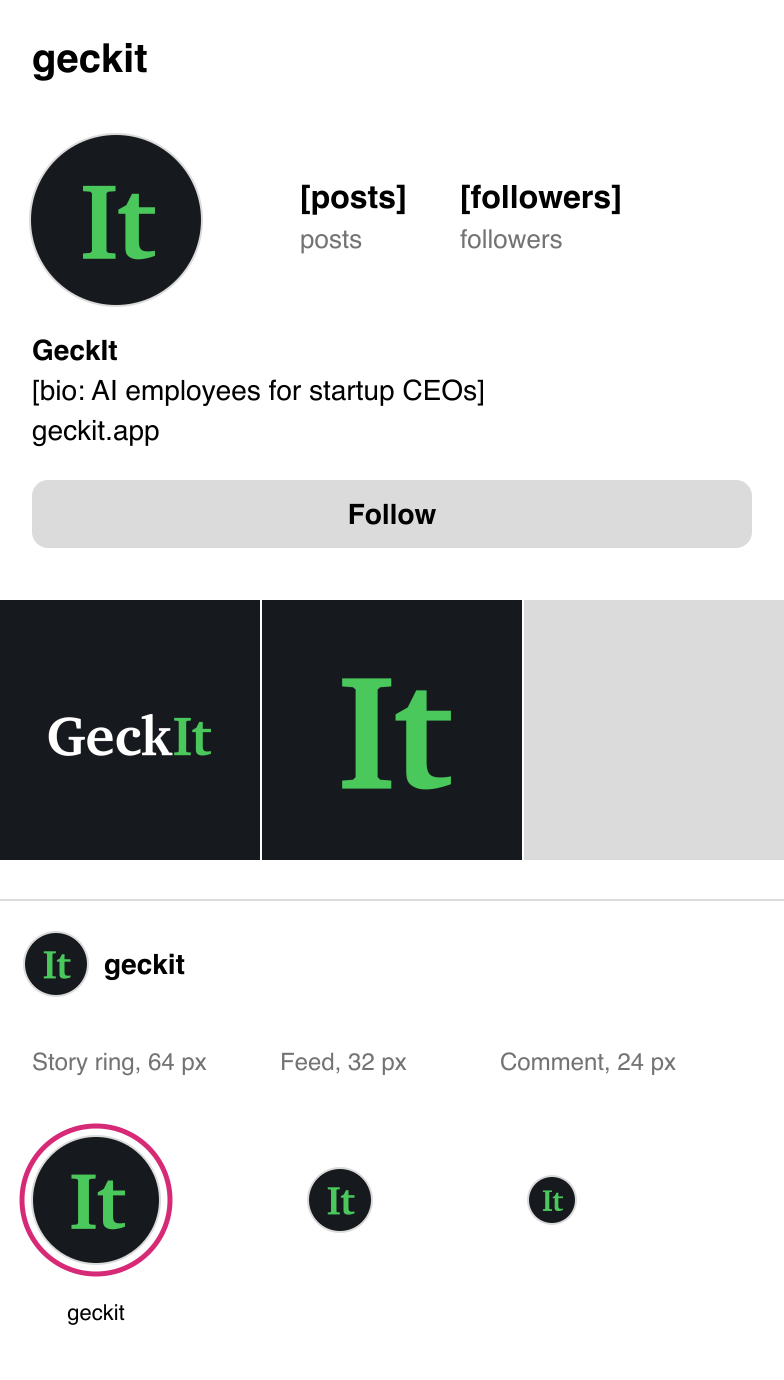 geckit
It
[posts] [followers]
posts followers
GeckIt
[bio: AI employees for startup CEOs]
geckit.app
Follow
GeckIt
It
It
geckit
Story ring, 64 px
Feed, 32 px
Comment, 24 px
It
It
It
geckit